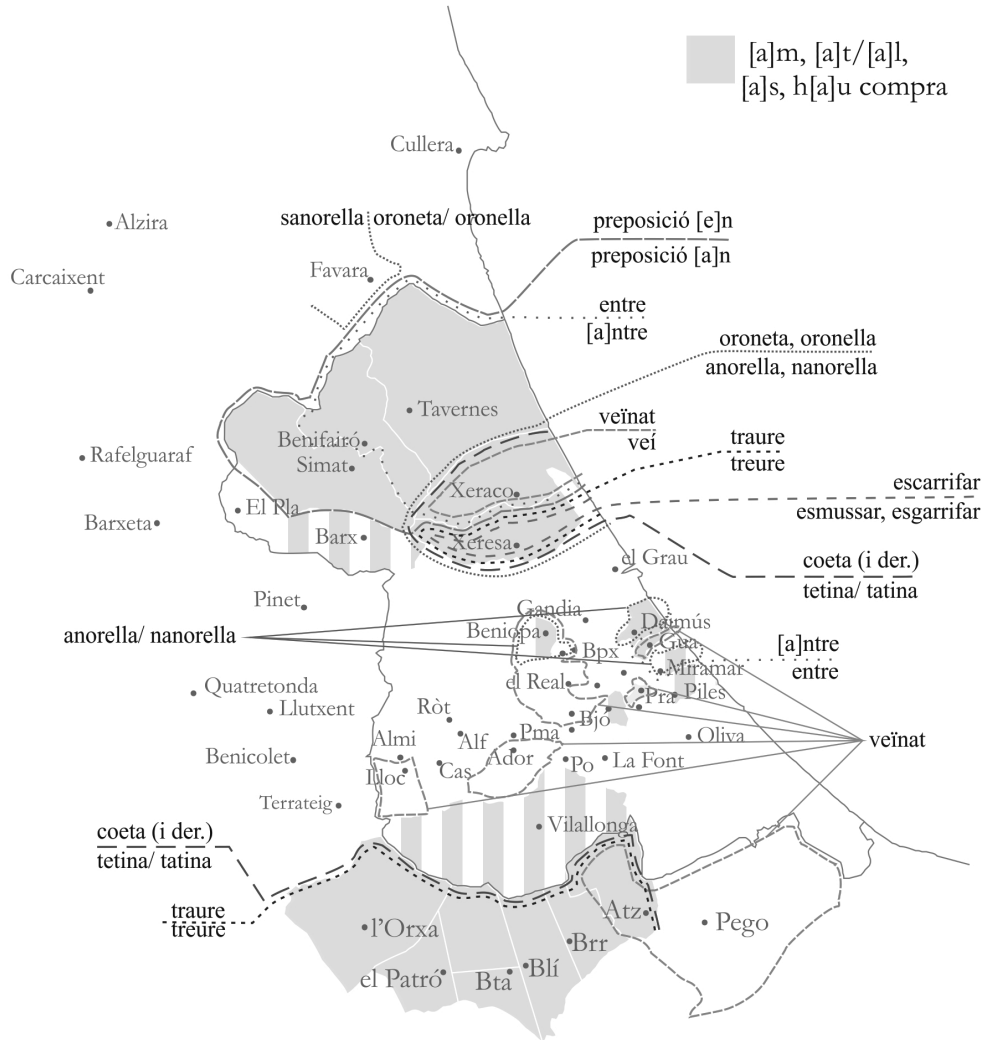 [a]m, [a]t/[a]l,
[a]s, h[a]u compra
Cullera
Alzira
sanorella oroneta/ oronella
preposició [e]n
preposició [a]n
Favara
Carcaixent
entre
[a]ntre
oroneta, oronella
anorella, nanorella
Tavernes
veïnat
veí
traure
treure
Benifairó
Simat
Rafelguaraf
Xeraco
escarrifar
esmussar, esgarrifar
El Pla
Barxeta
Barx
Xeresa
el Grau
coeta (i der.)
tetina/ tatina
Pinet
Gandia
Daimús
anorella/ nanorella
Beniopa
Gua
[a]ntre
entre
Bpx
Miramar
el Real
Pra
Piles
Quatretonda
Llutxent
Ròt
Bjo
Almi
Alf
Pma
Oliva
veïnat
Benicolet
Lloc
Cas
Ador
Po
La Font
Terrateig
Vilallonga
coeta (i der.)
tetina/ tatina
traure
treure
l'Orxa
Atz
Pego
Brr
el Patró
Bta
Blí